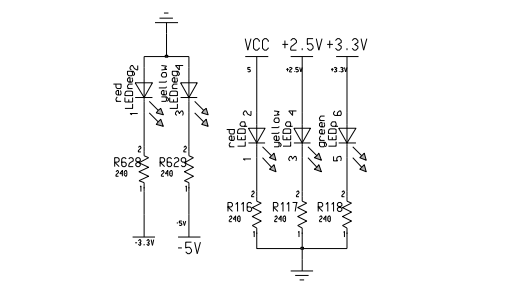 VCC +2.5V +3.3V
5 +2.5V +3.3V
red LEDneg 2 1
yellow LEDneg 4 3
red LEDp 2 1
yellow LEDp 4 3
green LEDp 6 5
2 R628 240 1
2 R629 240 1
2 R116 240 1
2 R117 240 1
2 R118 240 1
-3.3V
-5V
-5V